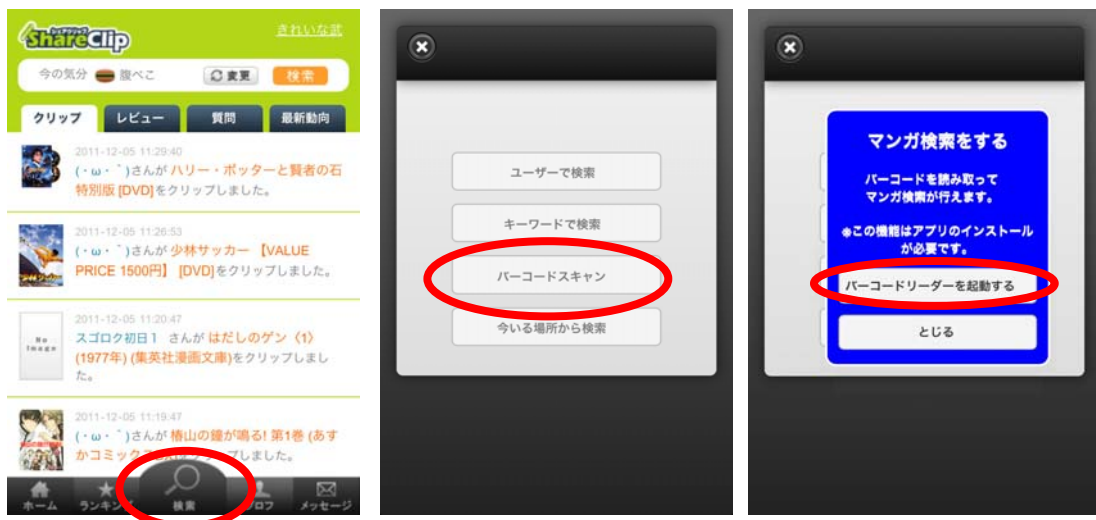 シェアクリップ
ShareClip
きれいな武
今の気分 腹ぺこ 変更 検索
クリップ レビュー 質問 最新動向
2011-12-05 11:29:40
(・ω・｀)さんが ハリー・ポッターと賢者の石
特別版 [DVD]をクリップしました。
2011-12-05 11:26:53
(・ω・｀)さんが 少林サッカー 【VALUE
PRICE 1500円】 [DVD]をクリップしました。
No
Image
2011-12-05 11:20:47
スゴロク初日1 さんが はだしのゲン〈1〉
(1977年) (集英社漫画文庫)をクリップしまし
た。
2011-12-05 11:19:47
(・ω・｀)さんが 椿山の鐘が鳴る! 第1巻 (あす
かコミックス
プしました。
ホーム ランキング 検索 プロフ メッセージ
ユーザーで検索
キーワードで検索
バーコードスキャン
今いる場所から検索
マンガ検索をする
バーコードを読み取って
マンガ検索が行えます。
※この機能はアプリのインストール
が必要です。
バーコードリーダーを起動する
とじる